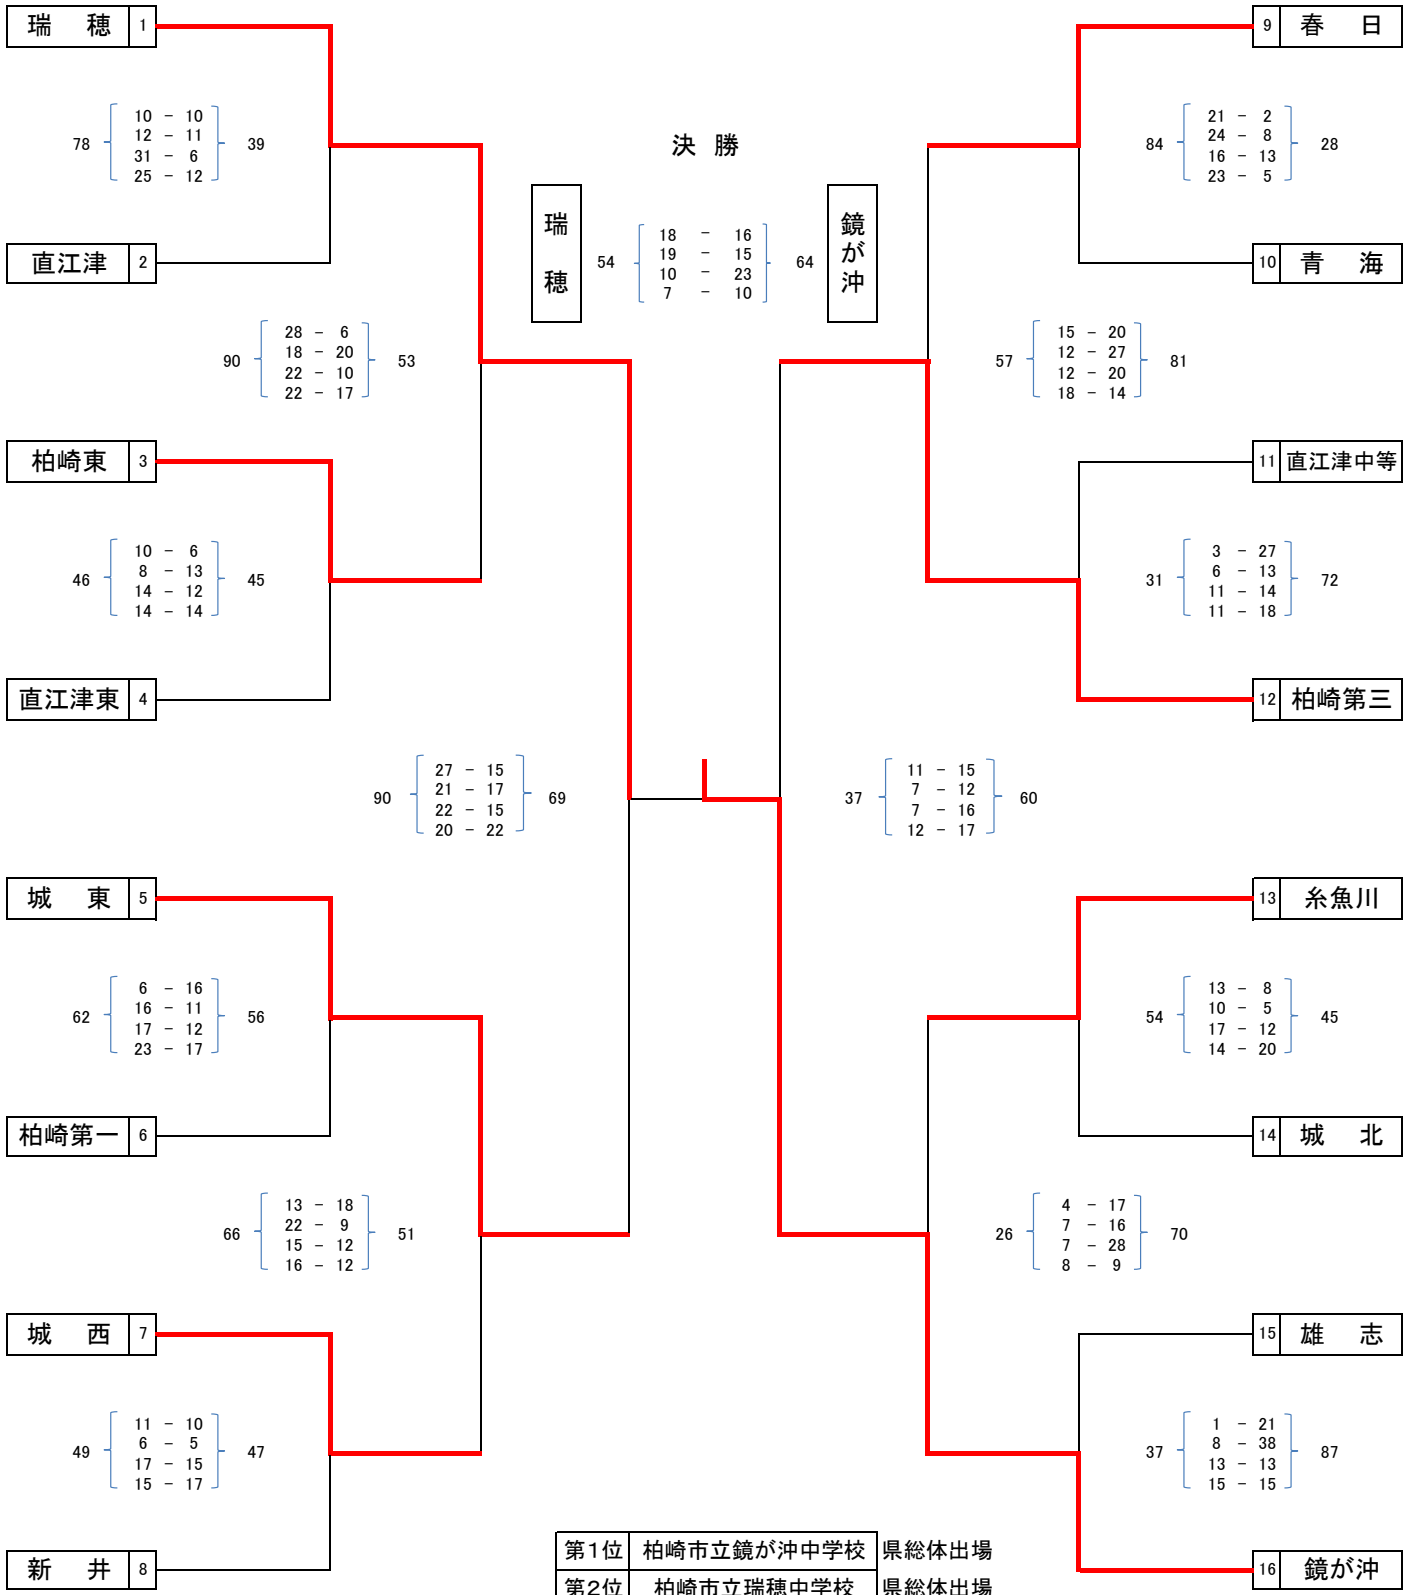 瑞 穂 1
9 春 日
78 10 - 10 39
12 - 11
31 - 6
25 - 12
決 勝
84 21 - 2 28
24 - 8
16 - 13
23 - 5
直江津 2
瑞 穂
54 18 - 16 64
19 - 15
10 - 23
7 - 10
鏡が沖
10 青 海
90 28 - 6 53
18 - 20
22 - 10
22 - 17
57 15 - 20 81
12 - 27
12 - 20
18 - 14
柏崎東 3
11 直江津中等
46 10 - 6 45
8 - 13
14 - 12
14 - 14
31 3 - 27 72
6 - 13
11 - 14
11 - 18
直江津東 4
12 柏崎第三
90 27 - 15 69
21 - 17
22 - 15
20 - 22
37 11 - 15 60
7 - 12
7 - 16
12 - 17
城 東 5
13 糸魚川
62 6 - 16 56
16 - 11
17 - 12
23 - 17
54 13 - 8 45
10 - 5
17 - 12
14 - 20
柏崎第一 6
14 城 北
66 13 - 18 51
22 - 9
15 - 12
16 - 12
26 4 - 17 70
7 - 16
7 - 28
8 - 9
城 西 7
15 雄 志
49 11 - 10 47
6 - 5
17 - 15
15 - 17
37 1 - 21 87
8 - 38
13 - 13
15 - 15
新 井 8
16 鏡が沖
第1位 柏崎市立鏡が沖中学校 県総体出場
第2位 柏崎市立瑞穂中学校 県総体出場